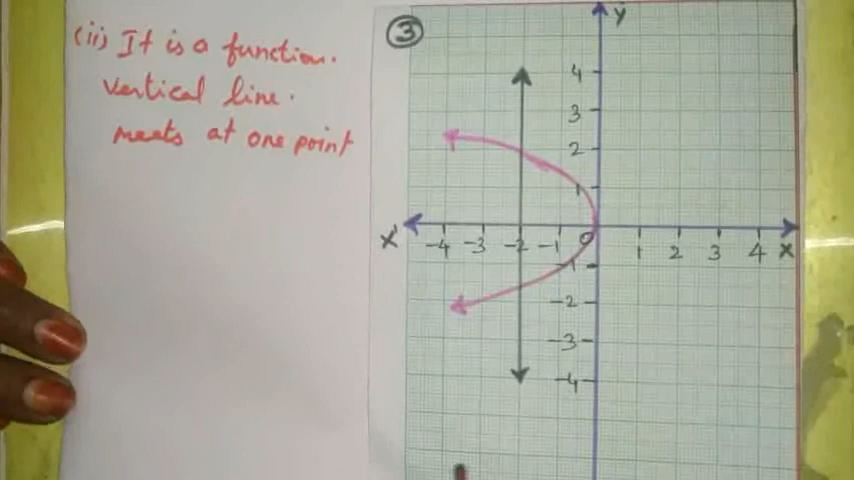 (ii) It is a function.
vertical line.
meets at one point
3
y
4
3
2
1
X' -4 -3 -2 -1 0 1 2 3 4 X
-1
-2
-3
-4